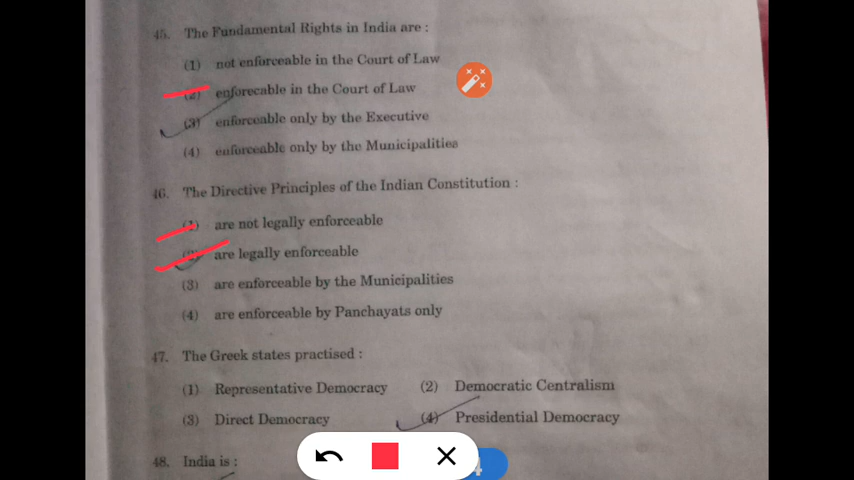 45. The Fundamental Rights in India are :
(1) not enforceable in the Court of Law
(2) enforecable in the Court of Law
(3) enforceable only by the Executive
(4) enforceable only by the Municipalities
46. The Directive Principles of the Indian Constitution :
(1) are not legally enforceable
(2) are legally enforceable
(3) are enforceable by the Municipalities
(4) are enforceable by Panchayats only
47. The Greek states practised :
(1) Representative Democracy (2) Democratic Centralism
(3) Direct Democracy (4) Presidential Democracy
48. India is :